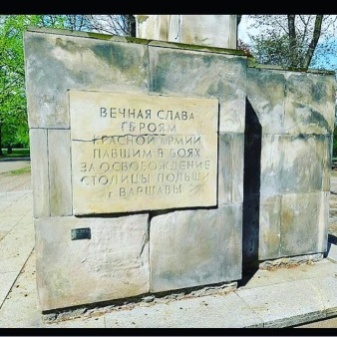 ВЕЧНАЯ СЛАВА
ГЕРОЯМ
КРАСНОЙ АРМИИ
ПАВШИМ В БОЯХ
ЗА ОСВОБОЖДЕНИЕ
СТОЛИЦЫ ПОЛЬШИ
г ВАРШАВЫ